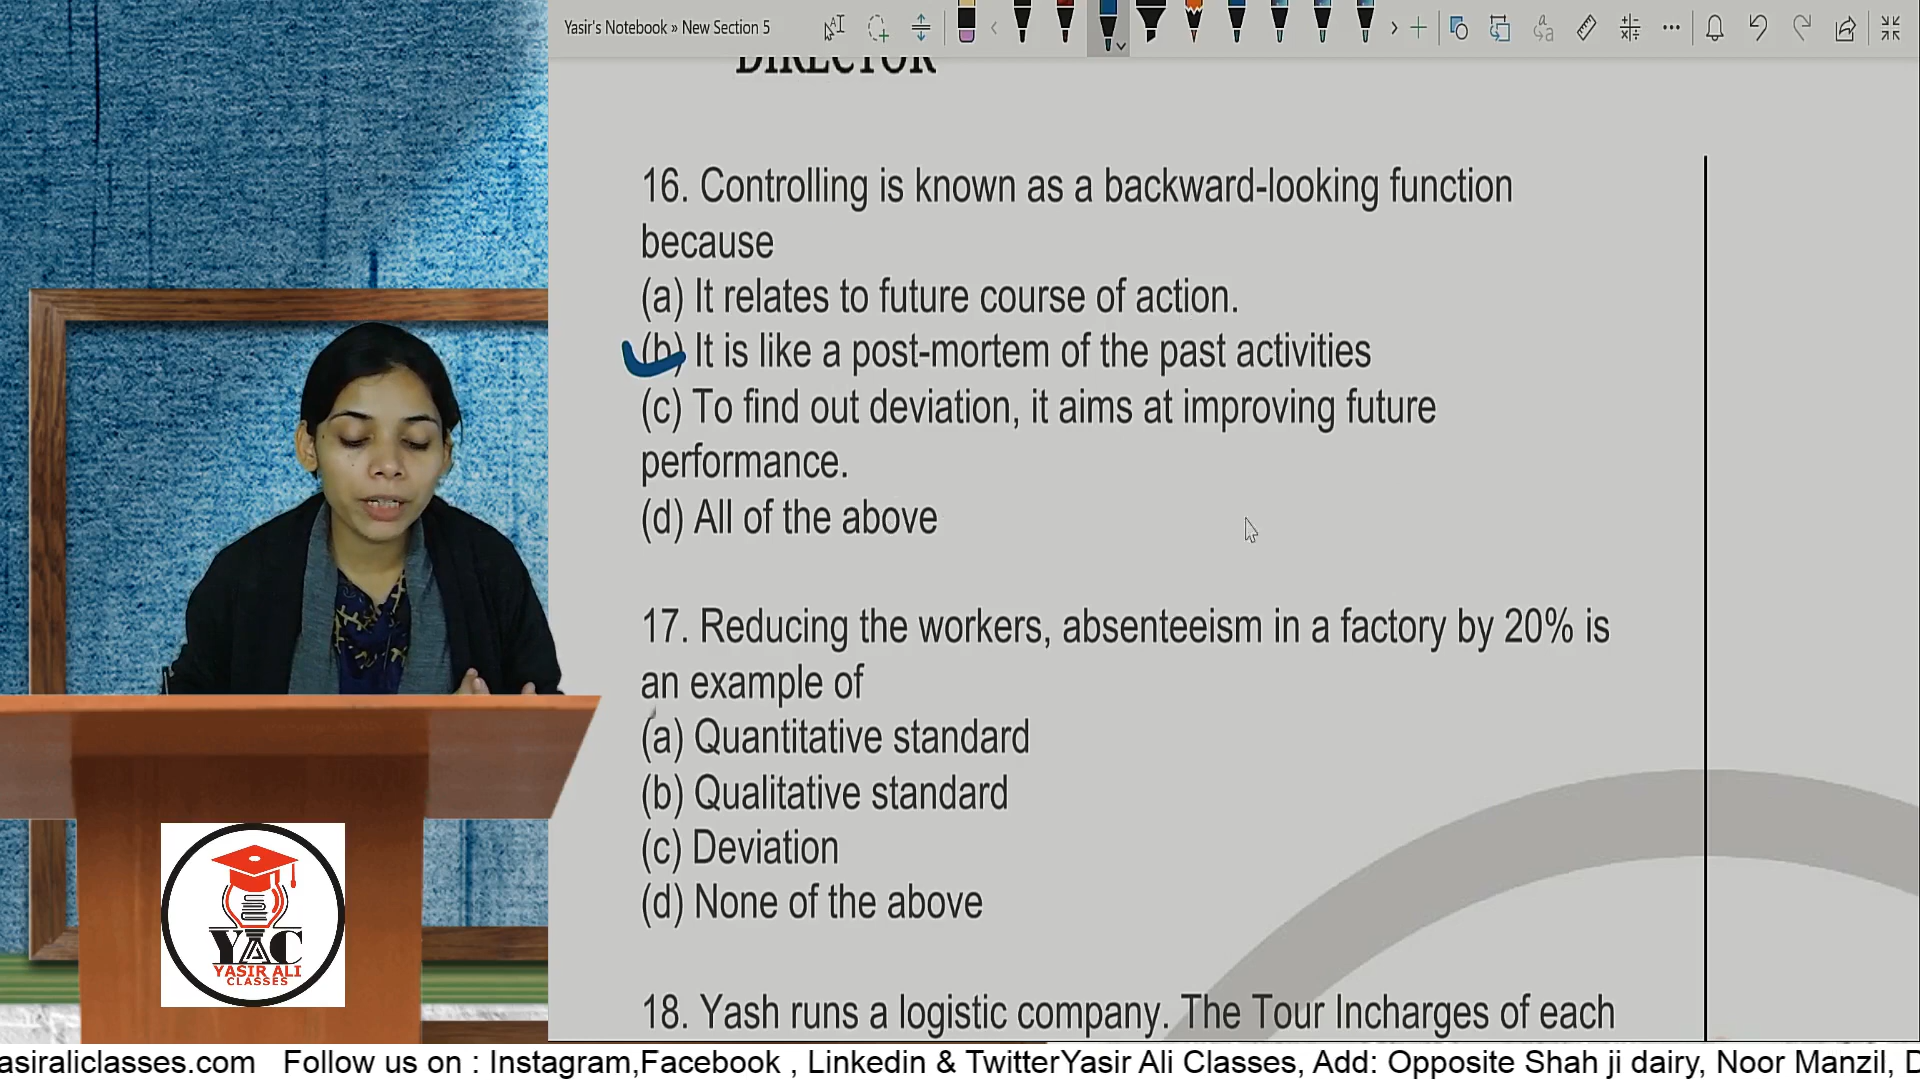 Yasir's Notebook » New Section 5
DIRECTOR
16. Controlling is known as a backward-looking function
because
(a) It relates to future course of action.
(b) It is like a post-mortem of the past activities
(c) To find out deviation, it aims at improving future
performance.
(d) All of the above
17. Reducing the workers, absenteeism in a factory by 20% is
an example of
(a) Quantitative standard
(b) Qualitative standard
(c) Deviation
(d) None of the above
18. Yash runs a logistic company. The Tour Incharges of each
YAC
YASIR ALI
CLASSES
asiraliclasses.com Follow us on : Instagram,Facebook , Linkedin & TwitterYasir Ali Classes, Add: Opposite Shah ji dairy, Noor Manzil, D